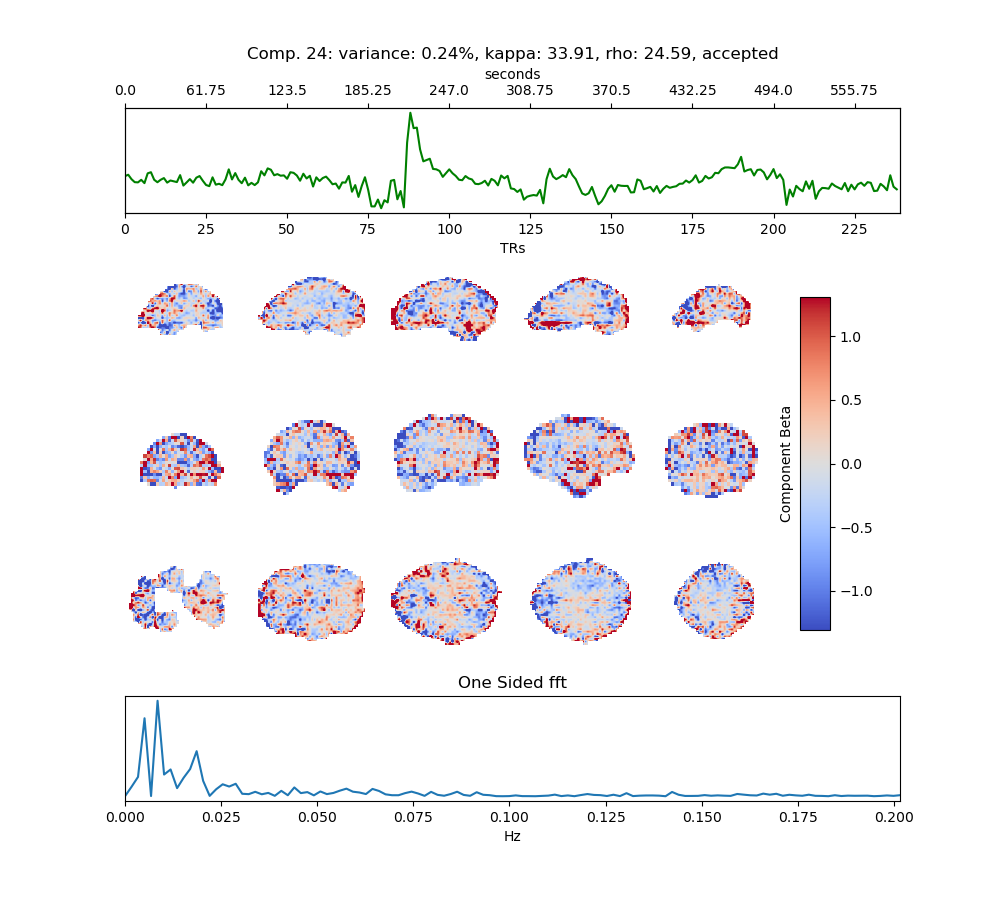 Comp. 24: variance: 0.24%, kappa: 33.91, rho: 24.59, accepted
seconds
0.0 61.75 123.5 185.25 247.0 308.75 370.5 432.25 494.0 555.75
0 25 50 75 100 125 150 175 200 225
TRs
1.0
0.5
0.0
−0.5
−1.0
Component Beta
One Sided fft
0.000 0.025 0.050 0.075 0.100 0.125 0.150 0.175 0.200
Hz